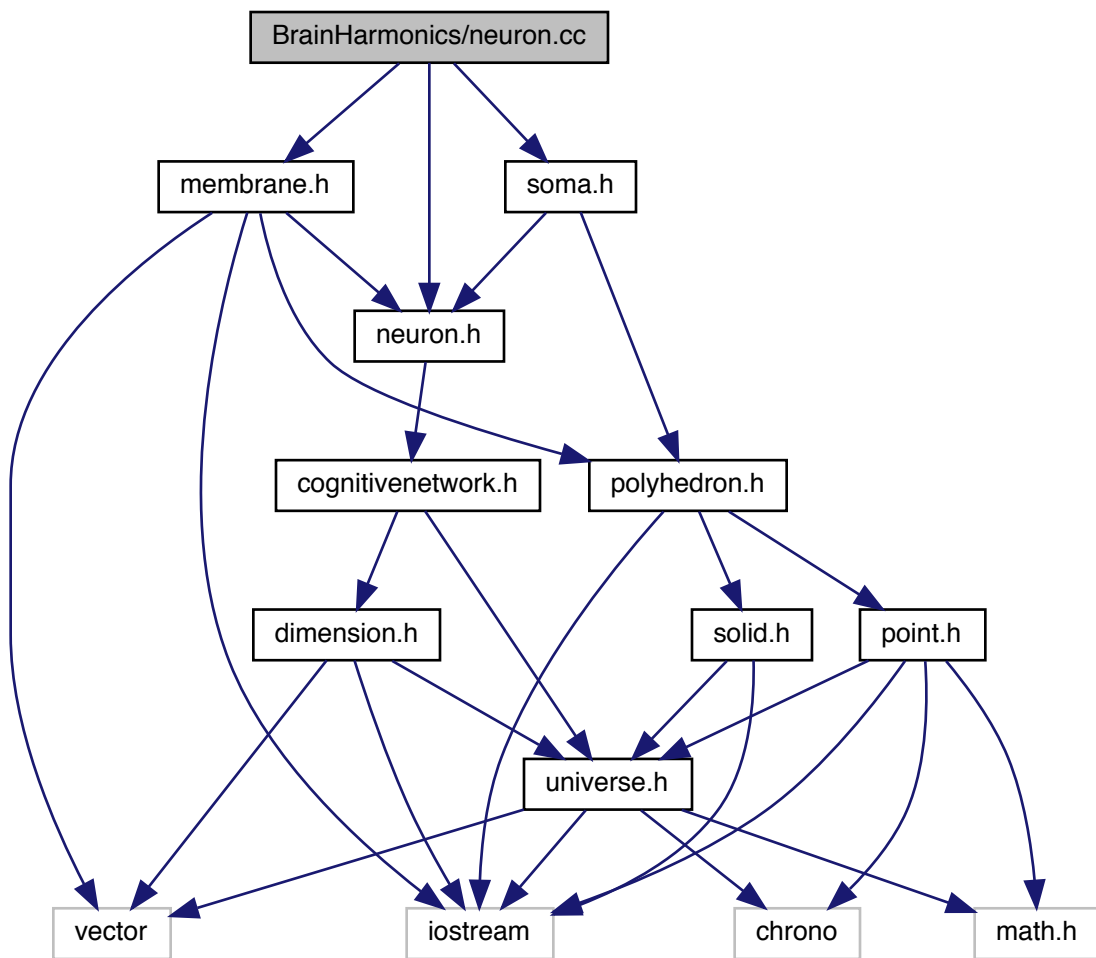 BrainHarmonics/neuron.cc
membrane.h
soma.h
neuron.h
cognitivenetwork.h
polyhedron.h
dimension.h
solid.h
point.h
universe.h
vector
iostream
chrono
math.h